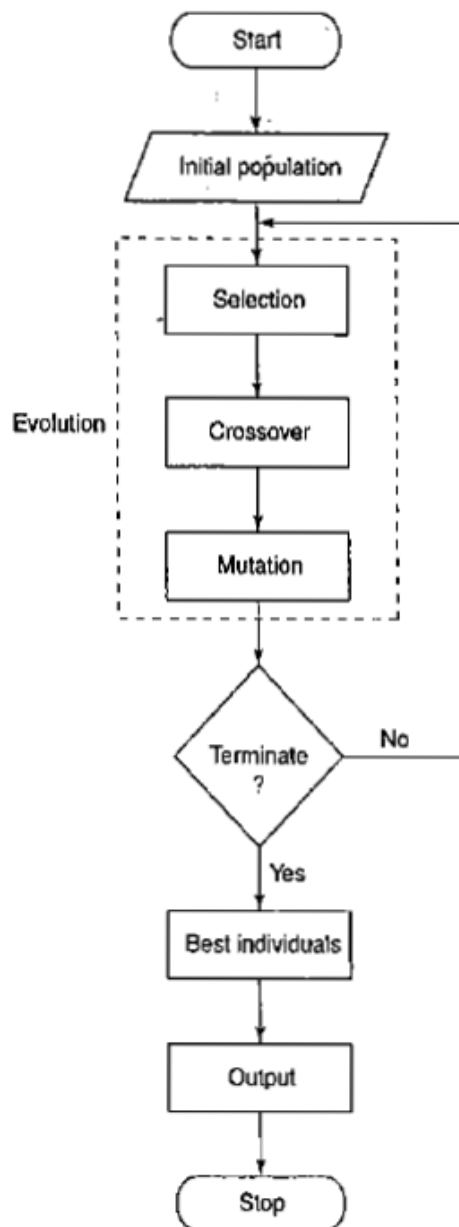 Start
Initial population
Selection
Evolution
Crossover
Mutation
Terminate
?
No
Yes
Best individuals
Output
Stop